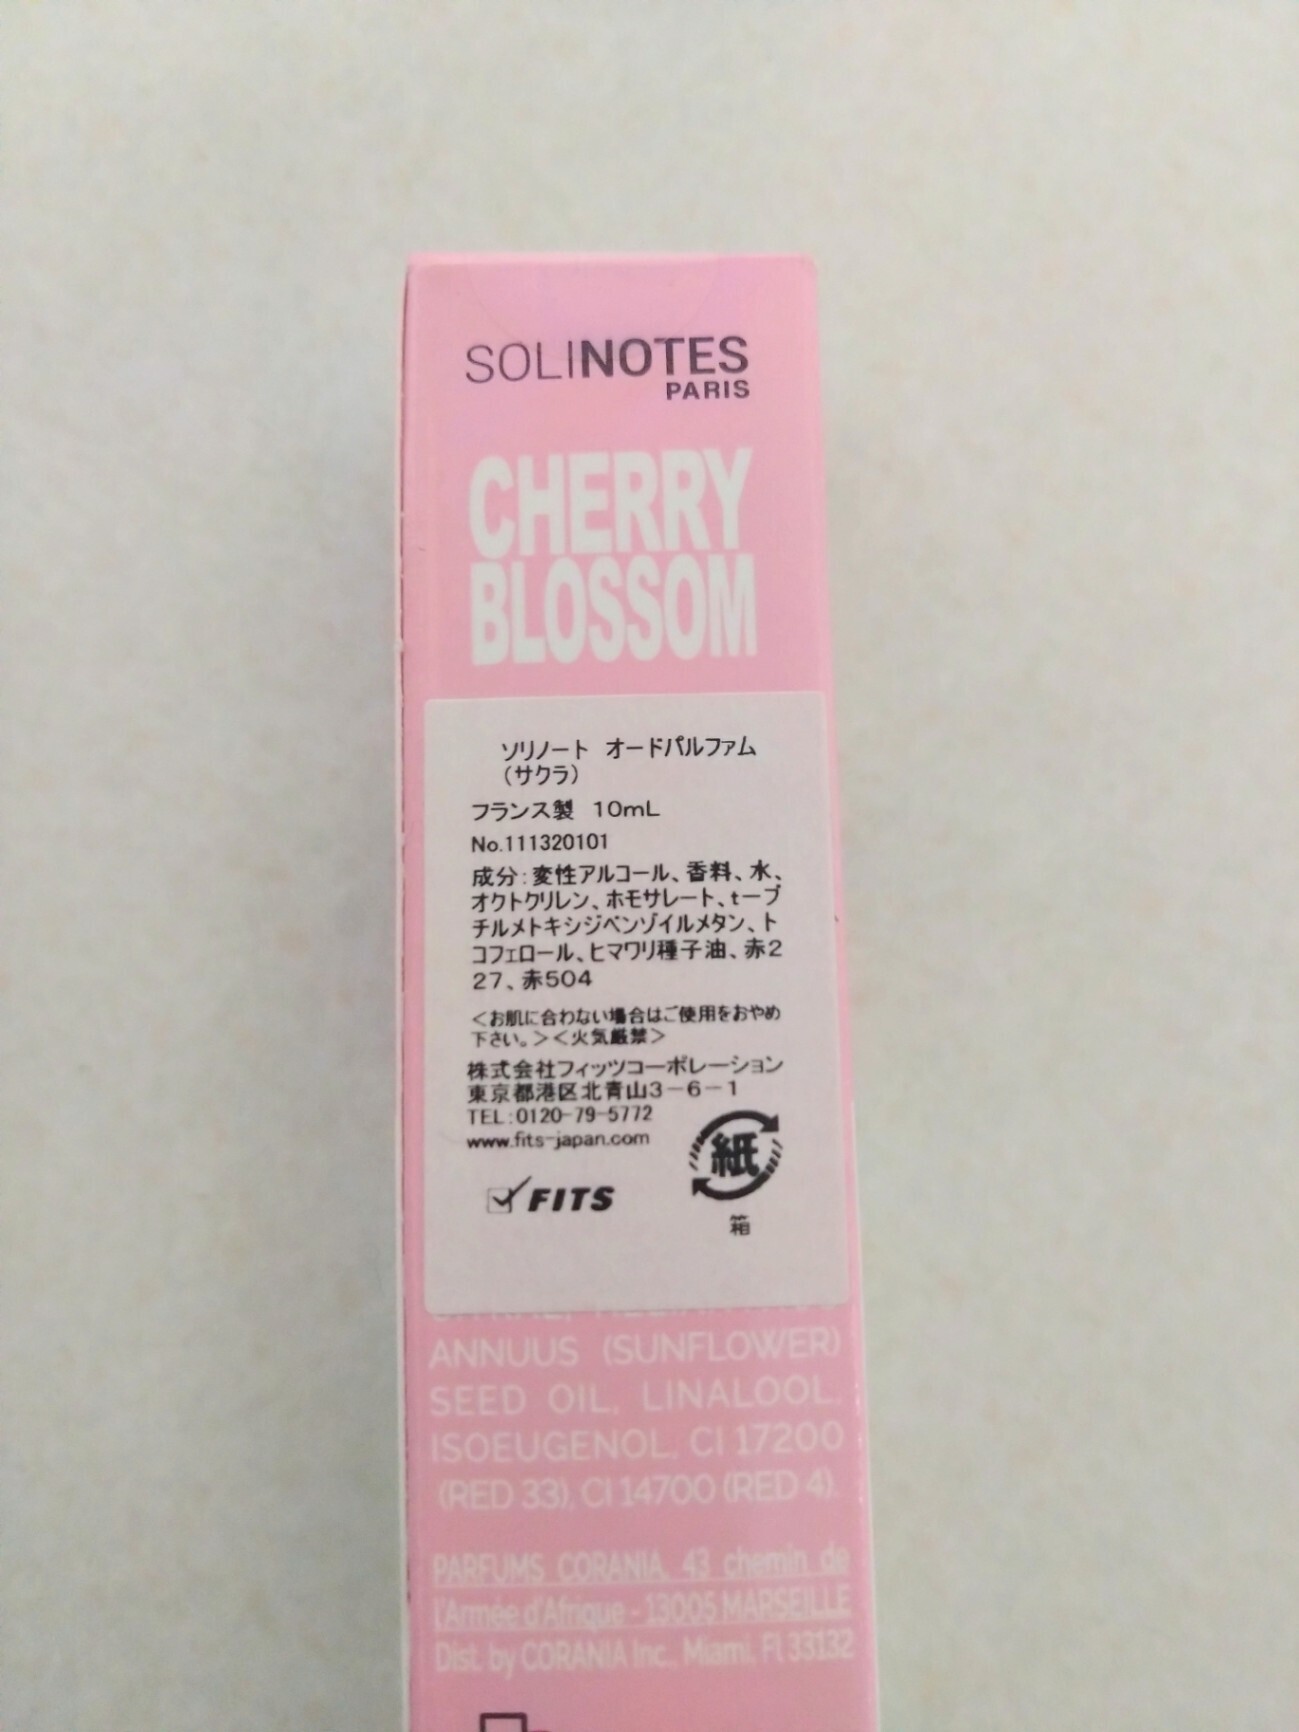 SOLINOTES
PARIS
CHERRY
BLOSSOM
ソリノート オードパルファム
（サクラ）
フランス製 10mL
No.111320101
成分：変性アルコール、香料、水、
オクトクリレン、ホモサレート、t－ブ
チルメトキシジベンゾイルメタン、ト
コフェロール、ヒマワリ種子油、赤2
27、赤504
＜お肌に合わない場合はご使用をおやめ
下さい。＞＜火気厳禁＞
株式会社フィッツコーポレーション
東京都港区北青山3－6－1
TEL:0120-79-5772
www.fits-japan.com
紙
FITS
箱
ANNUUS (SUNFLOWER)
SEED OIL, LINALOOL,
ISOEUGENOL, CI 17200
(RED 33), CI 14700 (RED 4).
PARFUMS CORANIA, 43 chemin de
l'Armée d'Afrique - 13005 MARSEILLE
Dist. by CORANIA Inc., Miami, Fl 33132